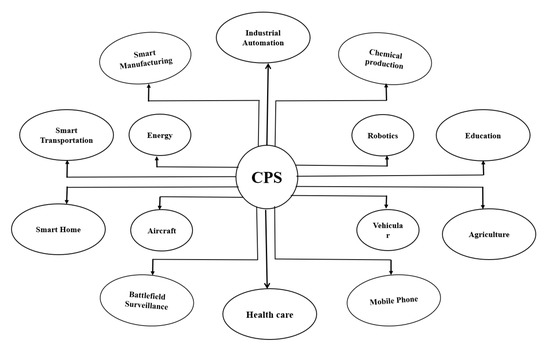 Industrial
Automation
Smart
Manufacturing
Chemical
production
Smart
Transportation
Energy
Robotics
Education
CPS
Smart Home
Aircraft
Vehicula
r
Agriculture
Battlefield
Surveillance
Health care
Mobile Phone